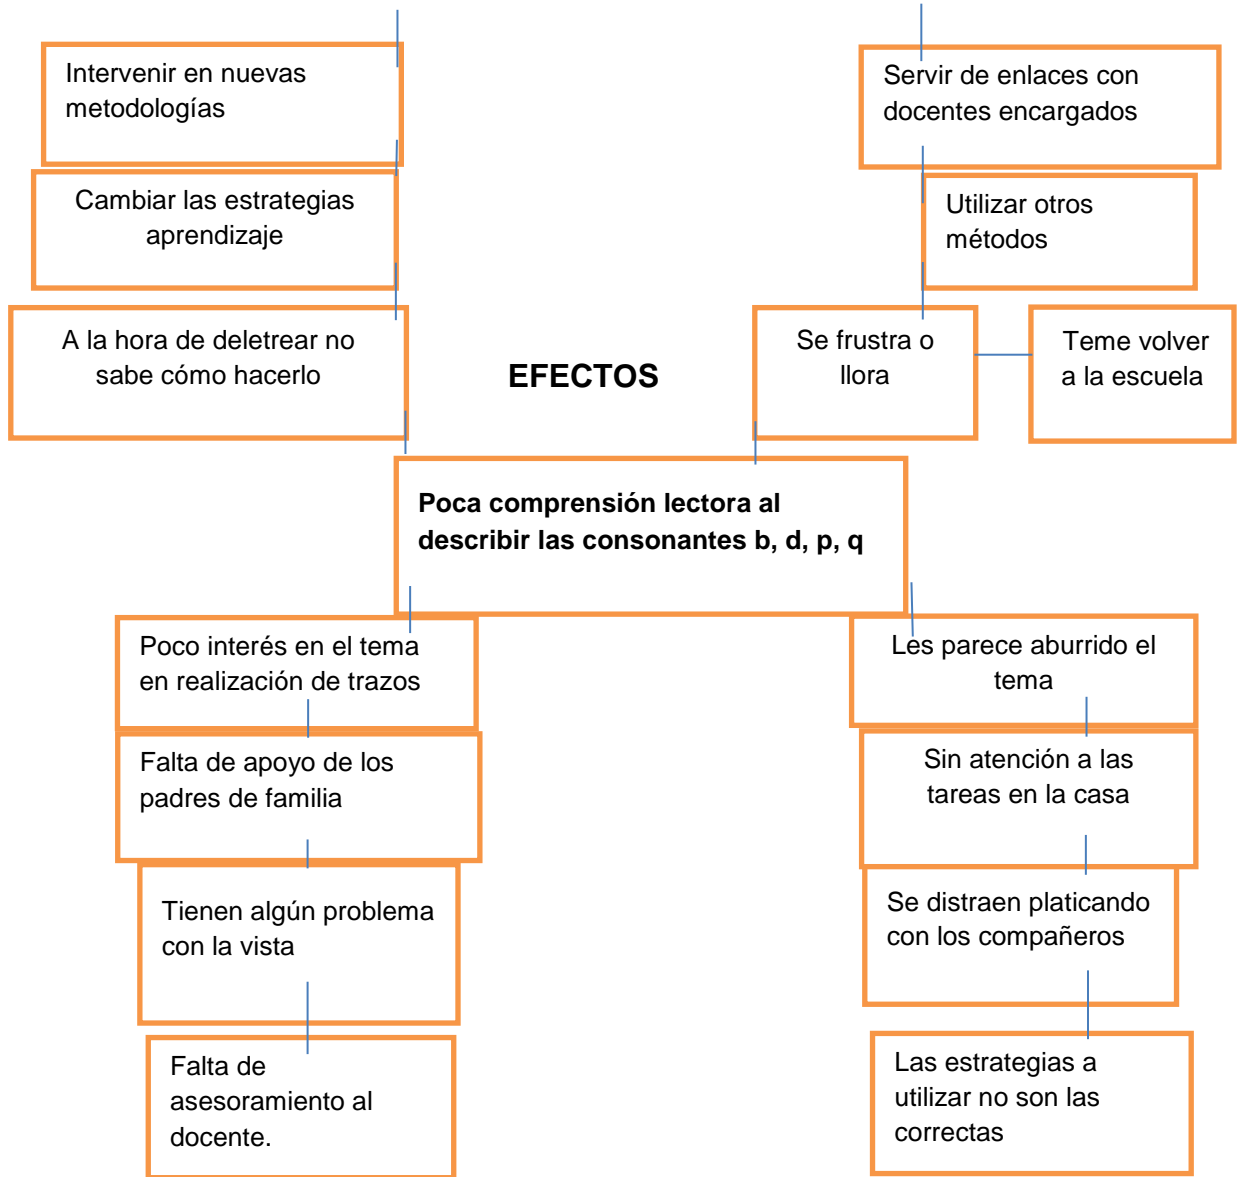 Intervenir en nuevas
metodologías
Servir de enlaces con
docentes encargados
Cambiar las estrategias
aprendizaje
Utilizar otros
métodos
A la hora de deletrear no
sabe cómo hacerlo
EFECTOS
Se frustra o
llora
Teme volver
a la escuela
Poca comprensión lectora al
describir las consonantes b, d, p, q
Poco interés en el tema
en realización de trazos
Les parece aburrido el
tema
Falta de apoyo de los
padres de familia
Sin atención a las
tareas en la casa
Tienen algún problema
con la vista
Se distraen platicando
con los compañeros
Falta de
asesoramiento al
docente.
Las estrategias a
utilizar no son las
correctas